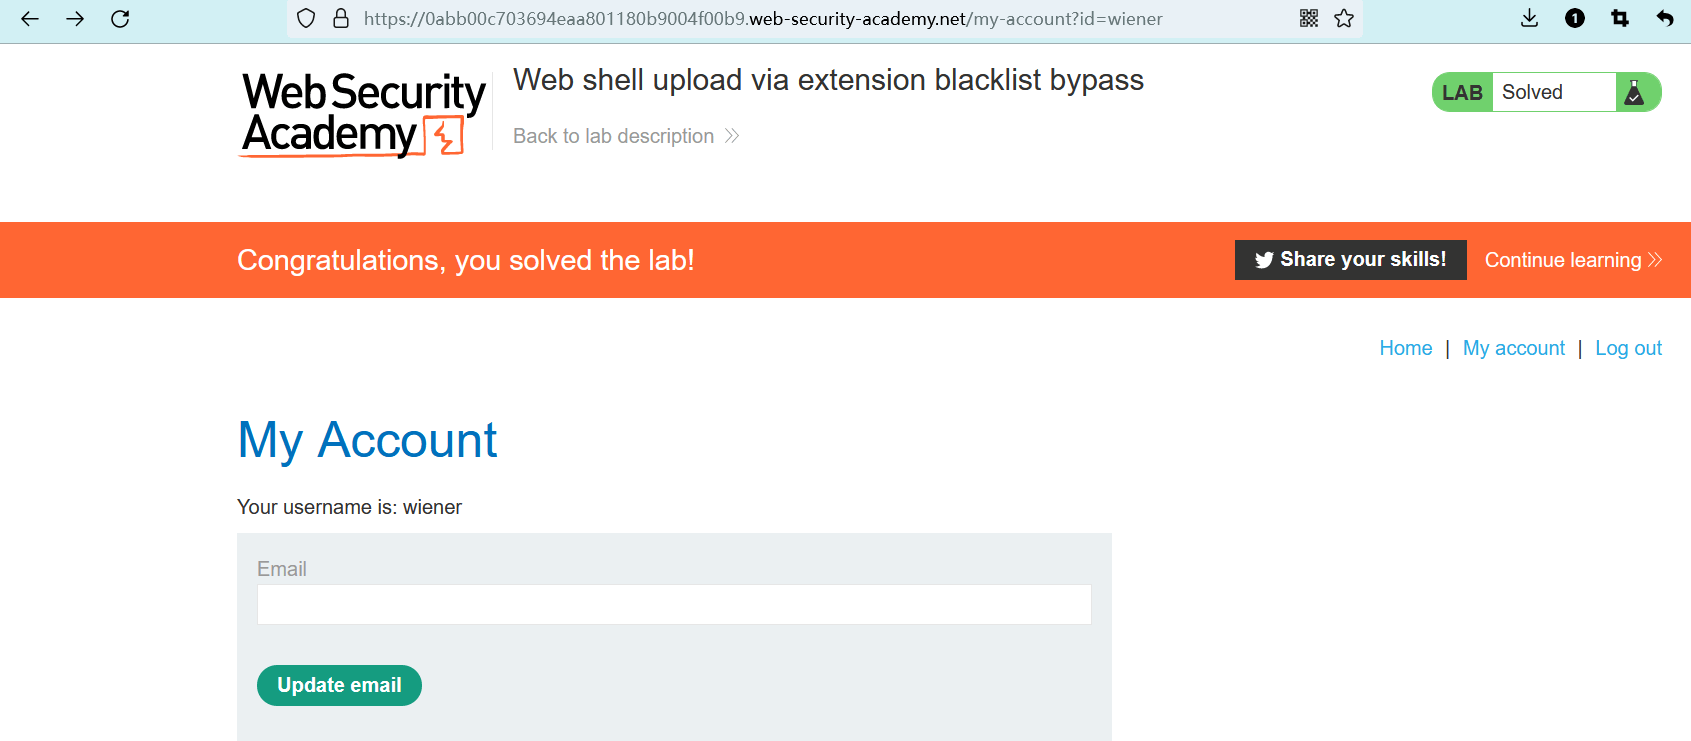 https://0abb00c703694eaa801180b9004f00b9.web-security-academy.net/my-account?id=wiener
1
Web Security
Academy
Web shell upload via extension blacklist bypass
Back to lab description
LAB Solved
Congratulations, you solved the lab!
Share your skills!
Continue learning
Home | My account | Log out
My Account
Your username is: wiener
Email
Update email